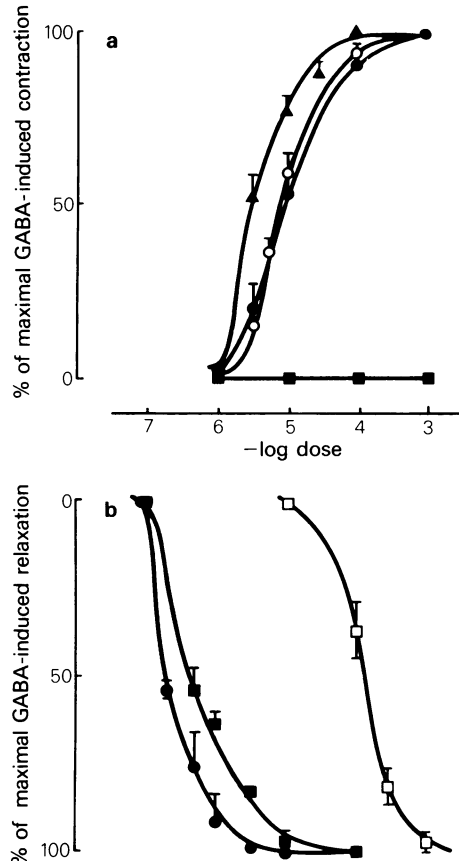 a
% of maximal GABA-induced contraction
100
50
0
7 6 5 4 3
−log dose
b
% of maximal GABA-induced relaxation
0
50
100